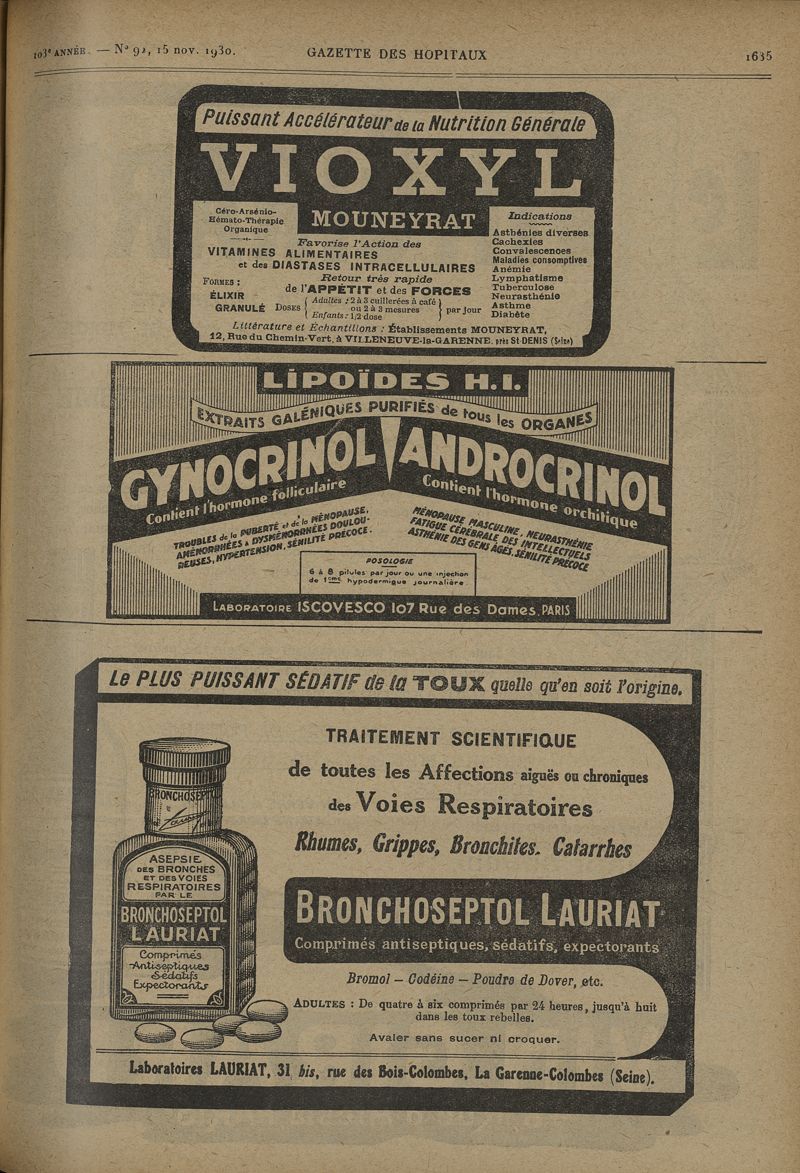 103e ANNÉE. — No 92, 15 nov. 1930.
GAZETTE DES HOPITAUX
1635
Puissant Accélérateur de la Nutrition Générale
VIOXYL
MOUNEYRAT
Céro-Arsénio-
Hémato-Thérapie
Organique
Favorise l'Action des
VITAMINES ALIMENTAIRES
et des DIASTASES INTRACELLULAIRES
Retour très rapide
de l'APPÉTIT et des FORCES
FORMES :
ÉLIXIR
GRANULÉ
DOSES
Adultes : 2 à 3 cuillerées à café
ou 2 à 3 mesures
Enfants : 1/2 dose
par jour
Indications
Asthénies diverses
Cachexies
Convalescences
Maladies consomptives
Anémie
Lymphatisme
Tuberculose
Neurasthénie
Asthme
Diabète
Littérature et Échantillons : Établissements MOUNEYRAT,
12, Rue du Chemin-Vert, à VILLENEUVE-la-GARENNE, près St-DENIS (Seine)
LIPOÏDES H.I.
EXTRAITS GALÉNIQUES PURIFIÉS de tous les ORGANES
GYNOCRINOL
Contient l'hormone folliculaire
TROUBLES de la PUBERTÉ et de la MÉNOPAUSE,
AMÉNORRHÉES & DYSMÉNORRHÉES DOULOU-
REUSES, HYPERTENSION, SÉNILITÉ PRÉCOCE.
ANDROCRINOL
Contient l'hormone orchitique
MÉNOPAUSE MASCULINE, NEURASTHÉNIE
FATIGUE CÉRÉBRALE DES INTELLECTUELS
ASTHÉNIE DES GENS AGÉS, SÉNILITÉ PRÉCOCE
POSOLOGIE
6 à 8 pilules par jour ou une injection
de 1cmc hypodermique journalière.
LABORATOIRE ISCOVESCO 107 Rue des Dames, PARIS
Le PLUS PUISSANT SÉDATIF de la TOUX quelle qu'en soit l'origine.
TRAITEMENT SCIENTIFIQUE
de toutes les Affections aiguës ou chroniques
des Voies Respiratoires
Rhumes, Grippes, Bronchites, Catarrhes
BRONCHOSEPTOL LAURIAT
Comprimés antiseptiques, sédatifs, expectorants
Bromol — Codéine — Poudre de Dover, etc.
ADULTES : De quatre à six comprimés par 24 heures, jusqu'à huit
dans les toux rebelles.
Avaler sans sucer ni croquer.
BRONCHOSEPTOL
ASEPSIE
DES BRONCHES
ET DES VOIES
RESPIRATOIRES
PAR LE
BRONCHOSEPTOL
LAURIAT
Comprimés
Antiseptiques
Sédatifs
Expectorants
Laboratoires LAURIAT, 31 bis, rue des Bois-Colombes, La Garenne-Colombes (Seine).